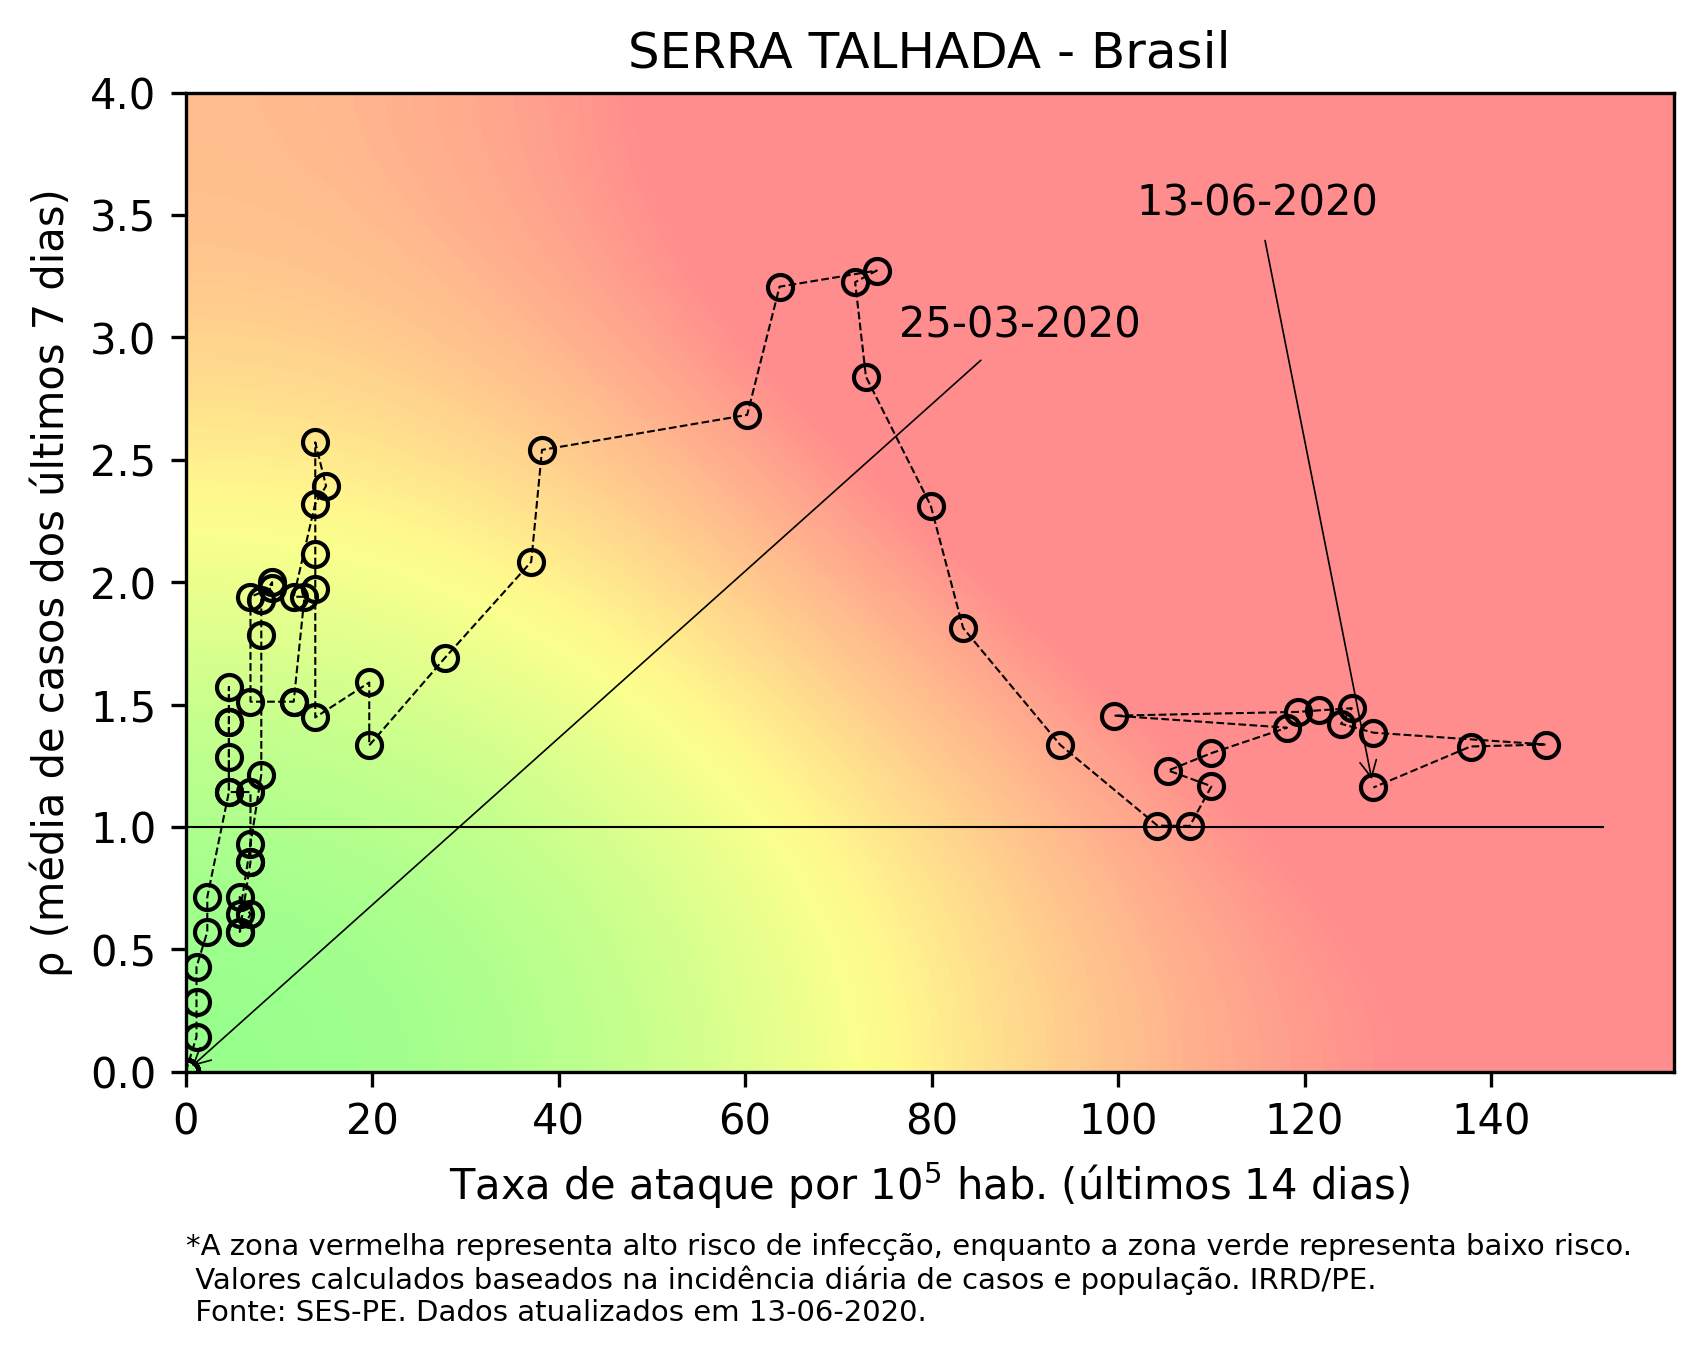 SERRA TALHADA - Brasil
4.0
3.5
3.0
2.5
2.0
1.5
1.0
0.5
0.0
ρ (média de casos dos últimos 7 dias)
13-06-2020
25-03-2020
0 20 40 60 80 100 120 140
Taxa de ataque por 10⁵ hab. (últimos 14 dias)
*A zona vermelha representa alto risco de infecção, enquanto a zona verde representa baixo risco.
Valores calculados baseados na incidência diária de casos e população. IRRD/PE.
Fonte: SES-PE. Dados atualizados em 13-06-2020.